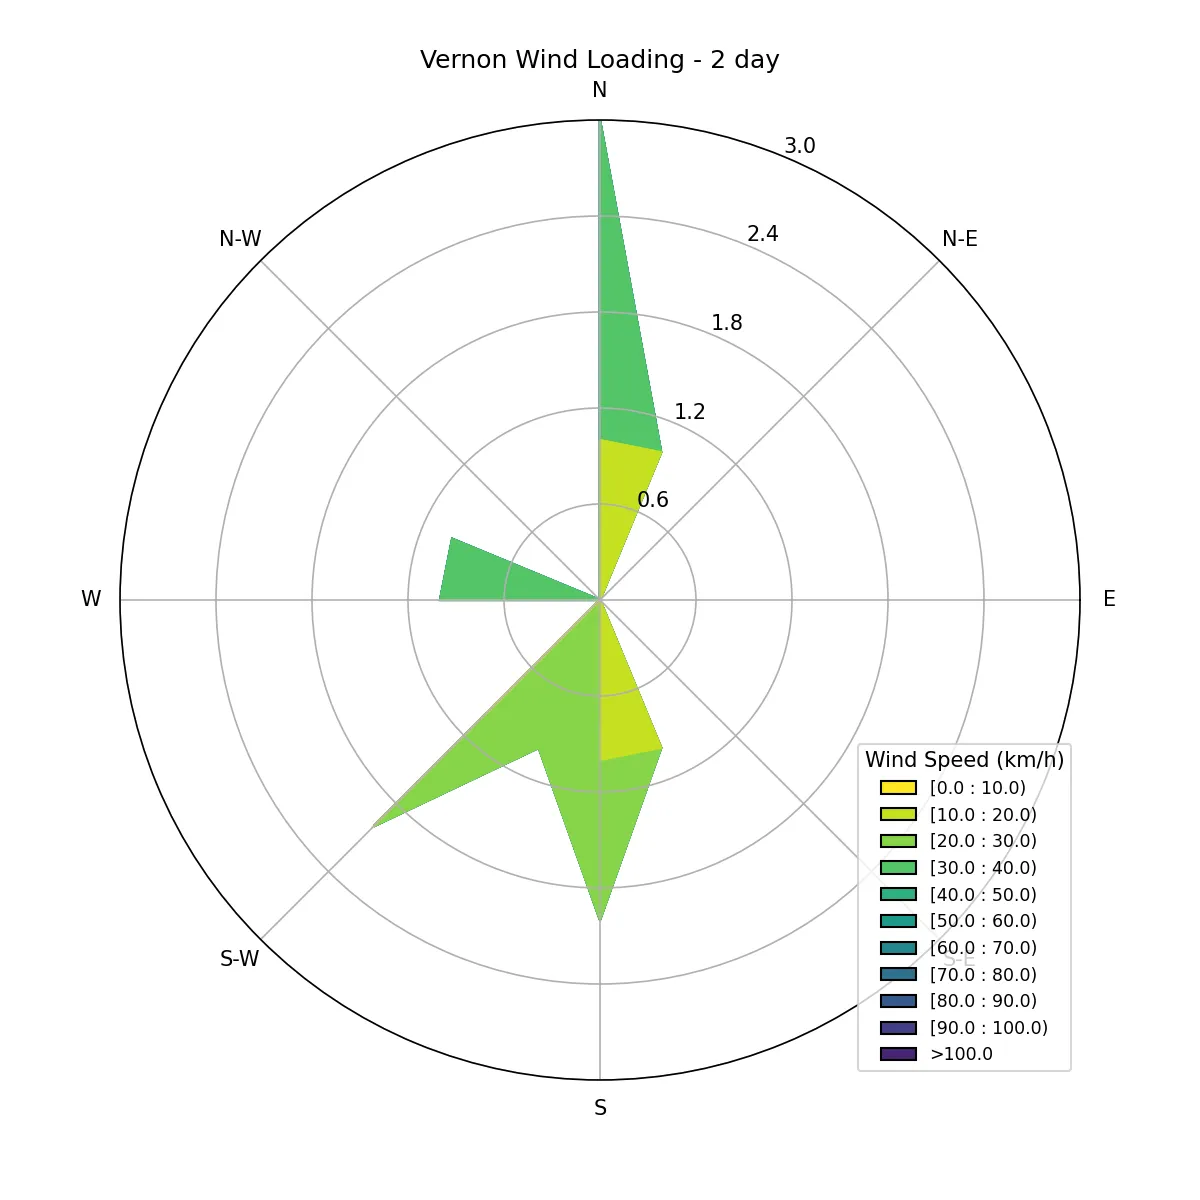 Vernon Wind Loading - 2 day
N
3.0
N-W
2.4
N-E
1.8
1.2
0.6
W
E
Wind Speed (km/h)
[0.0 : 10.0)
[10.0 : 20.0)
[20.0 : 30.0)
[30.0 : 40.0)
[40.0 : 50.0)
[50.0 : 60.0)
[60.0 : 70.0)
[70.0 : 80.0)
[80.0 : 90.0)
[90.0 : 100.0)
>100.0
S-W
S-E
S